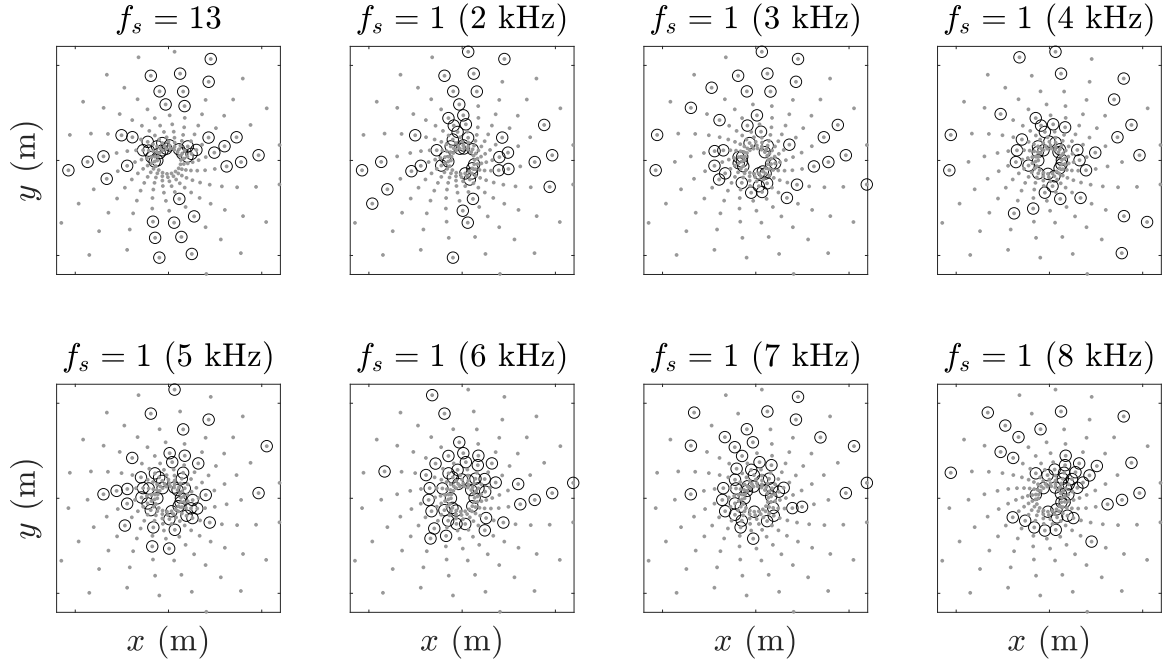 f_s = 13 f_s = 1 (2 kHz) f_s = 1 (3 kHz) f_s = 1 (4 kHz)
y (m)
f_s = 1 (5 kHz) f_s = 1 (6 kHz) f_s = 1 (7 kHz) f_s = 1 (8 kHz)
y (m)
x (m) x (m) x (m) x (m)